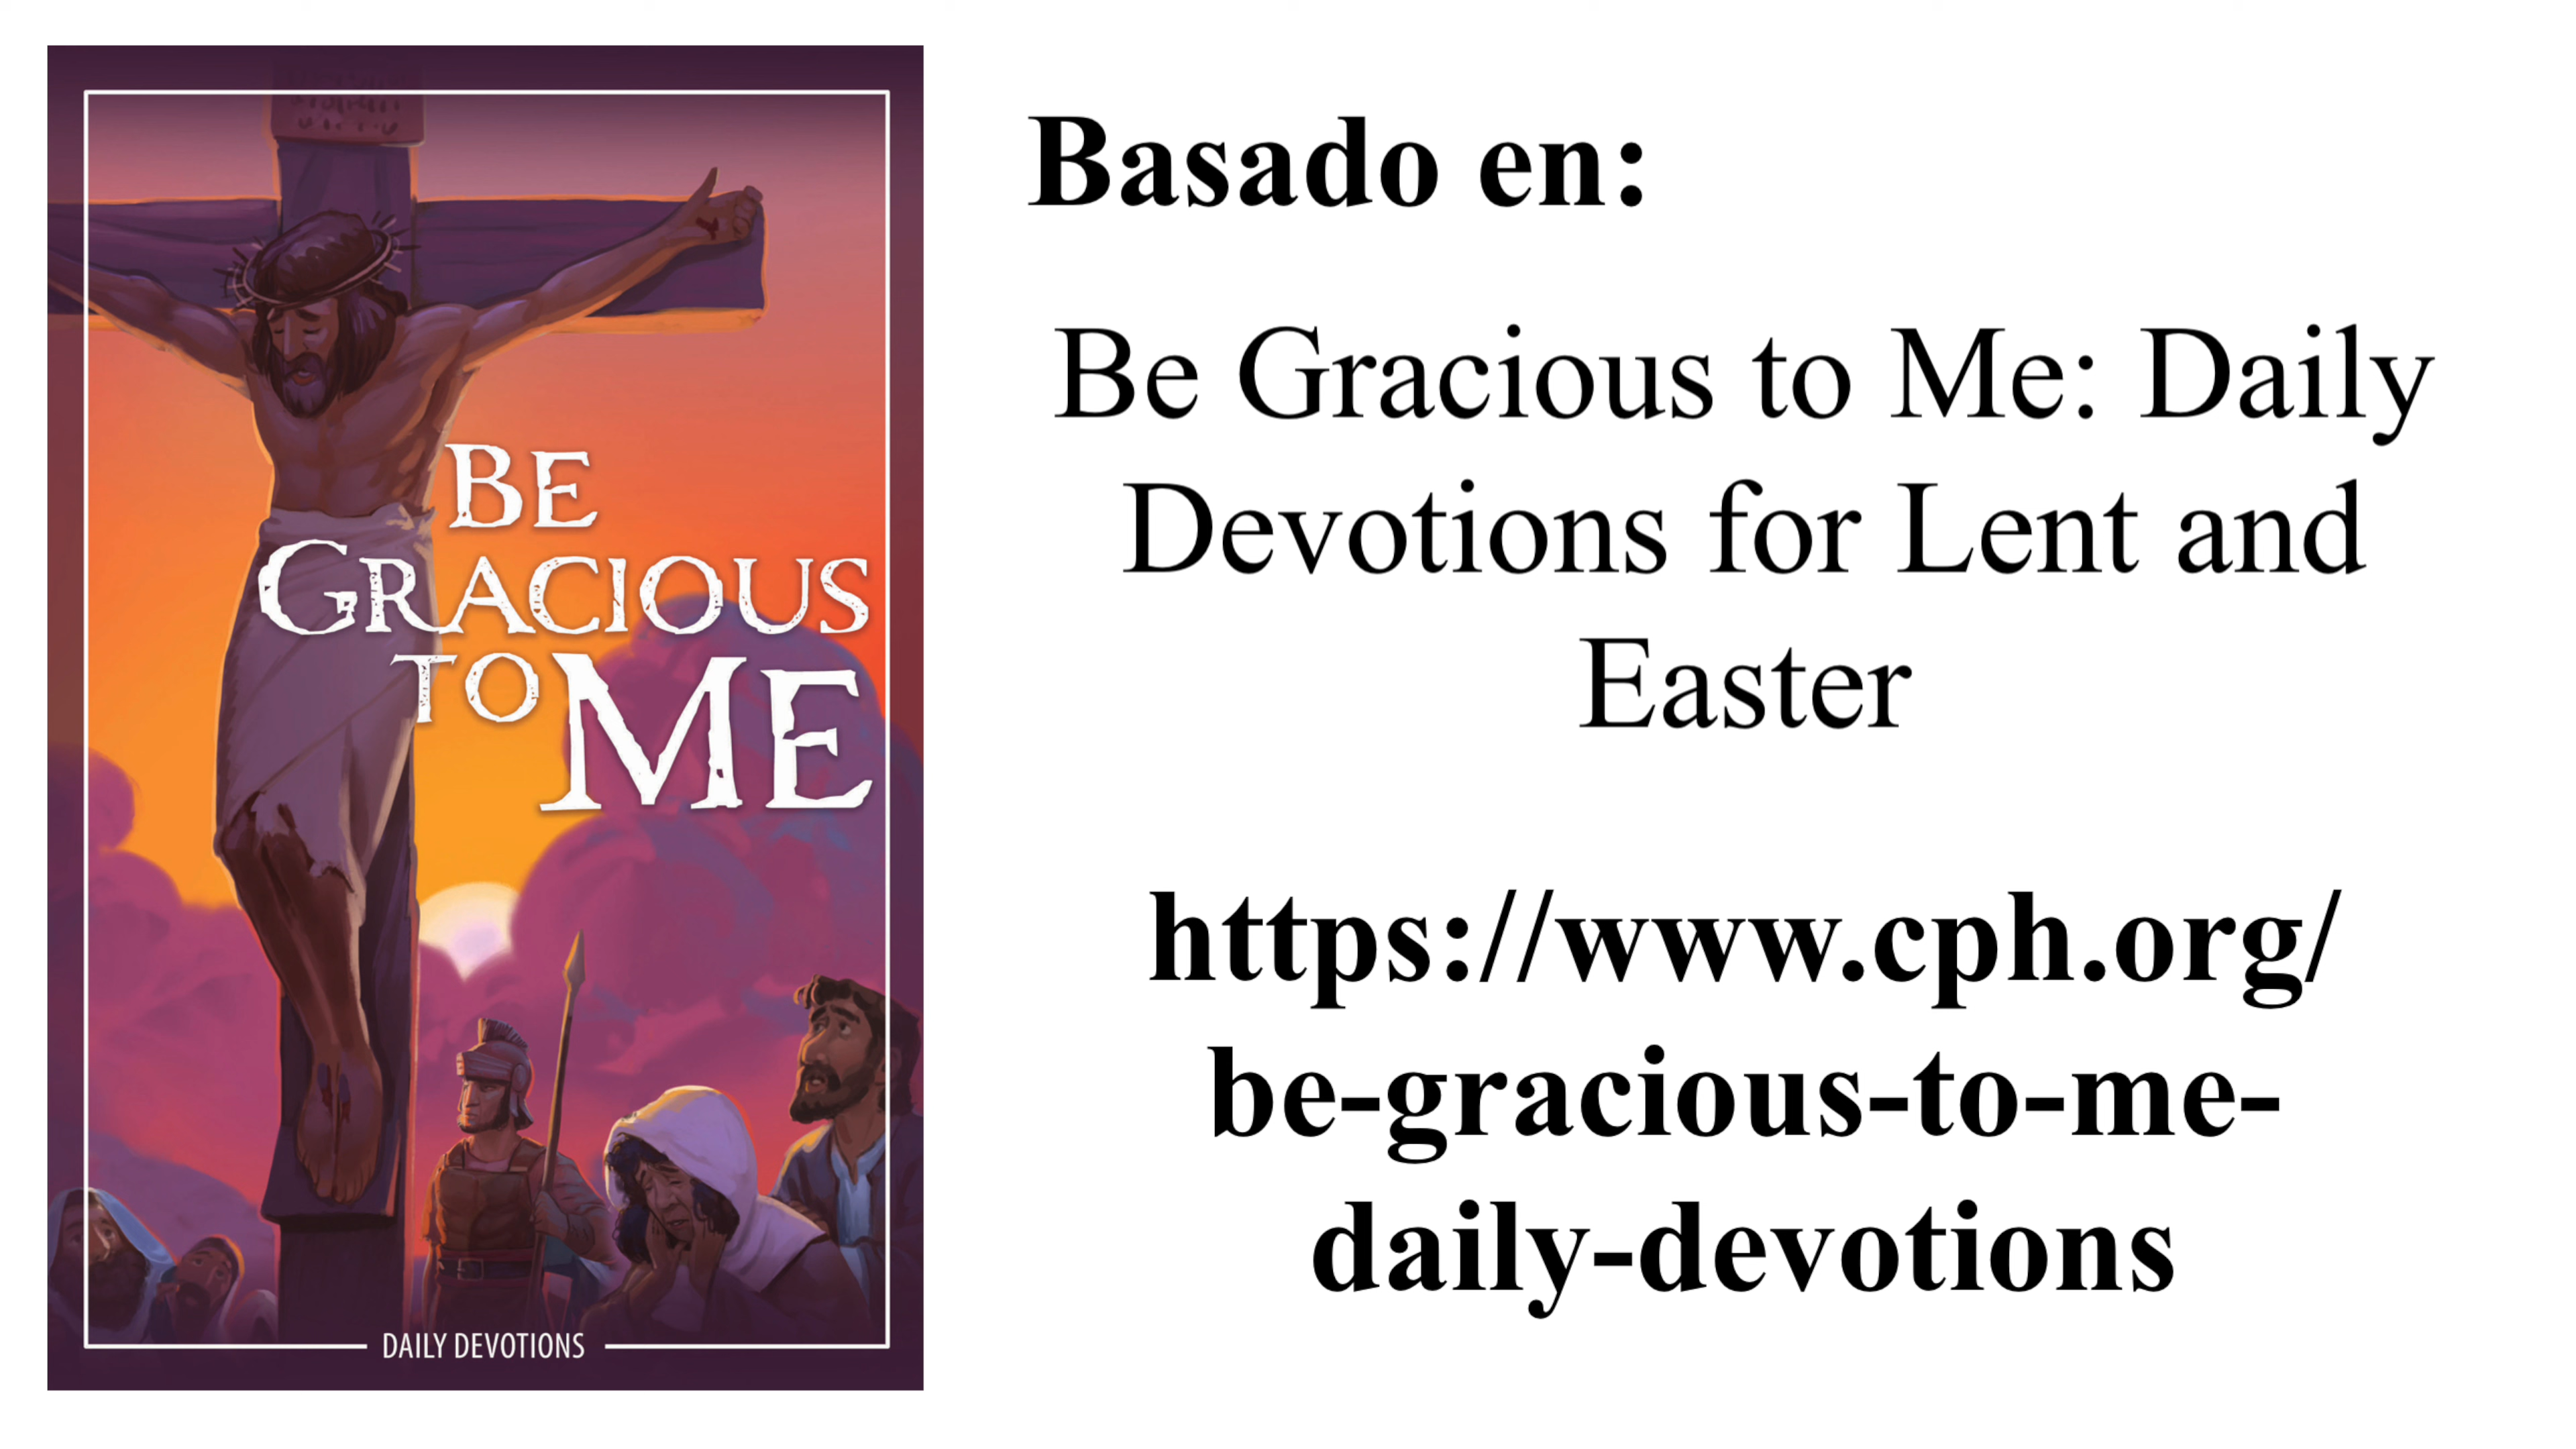 BE
GRACIOUS
TO ME
DAILY DEVOTIONS
Basado en:
Be Gracious to Me: Daily
Devotions for Lent and
Easter
https://www.cph.org/
be-gracious-to-me-
daily-devotions